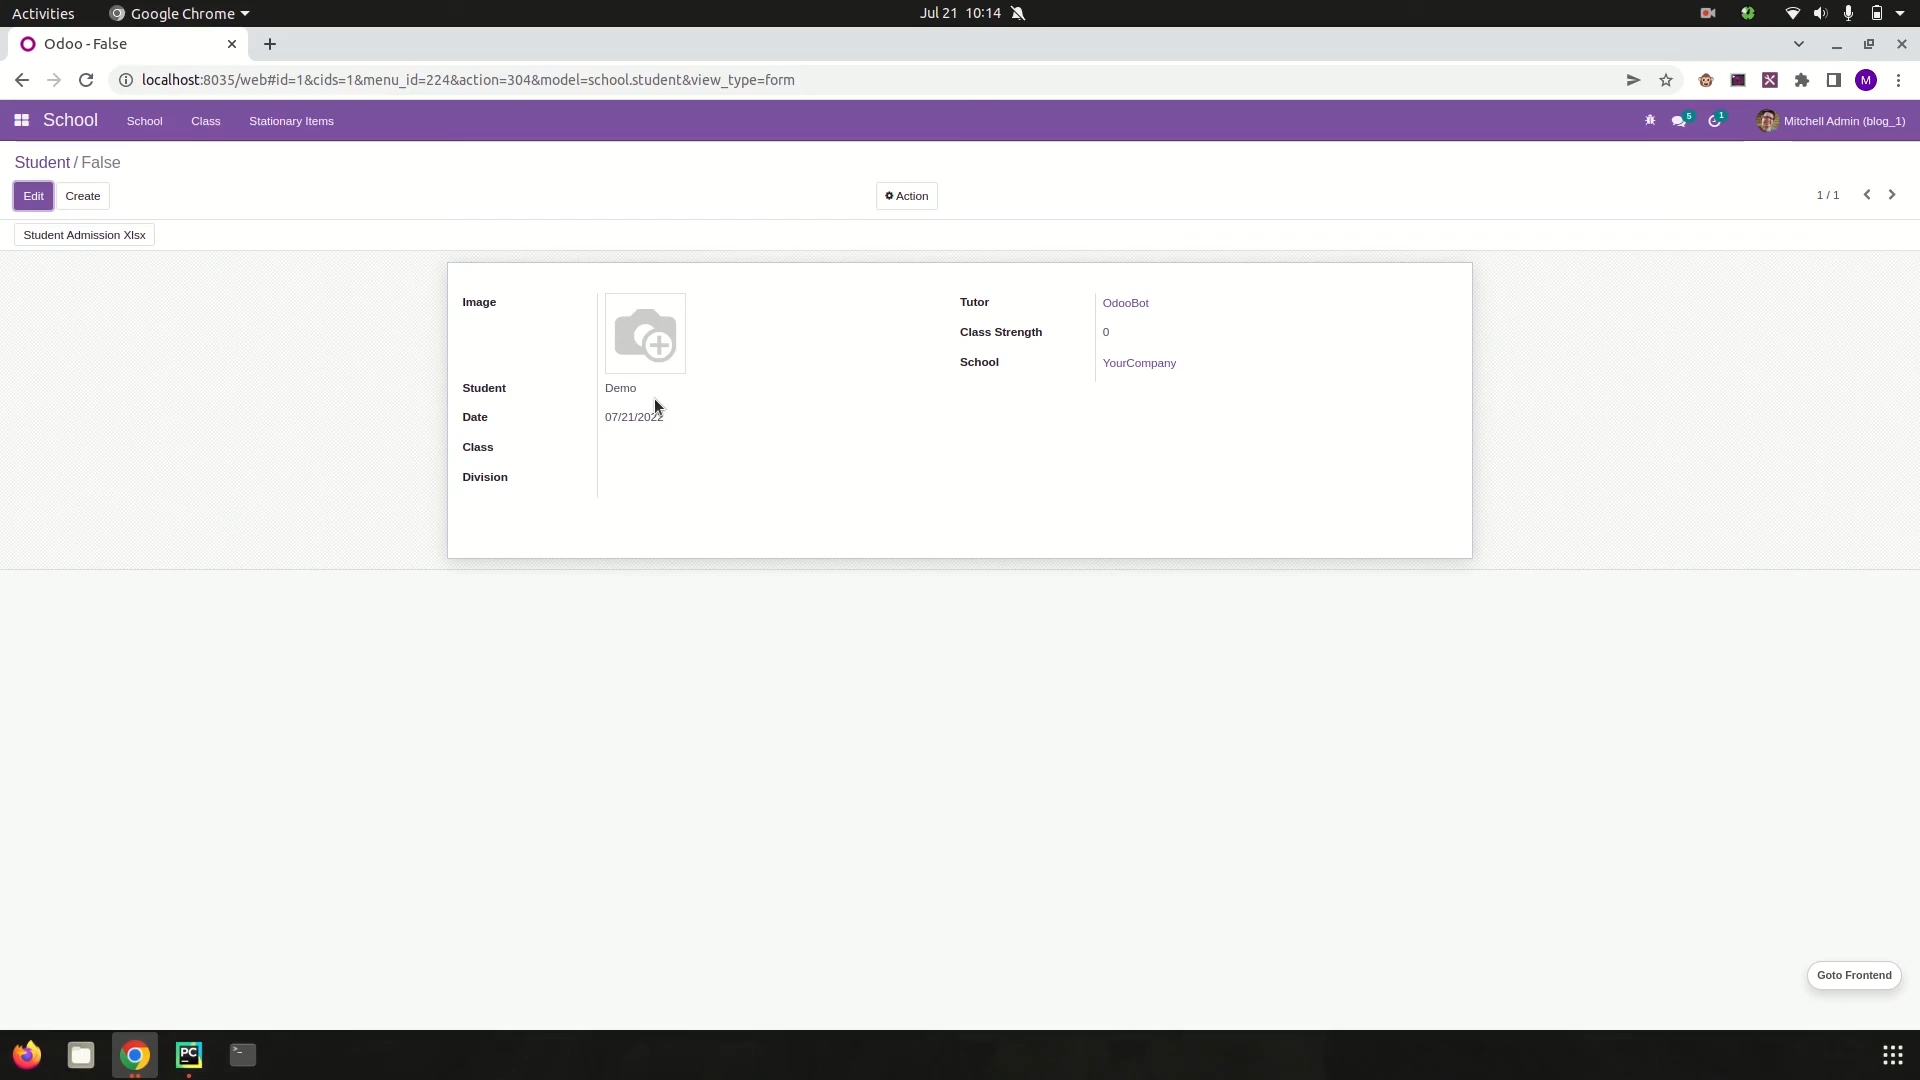 Activities
Google Chrome
Jul 21 10:14
Odoo - False
localhost:8035/web#id=1&cids=1&menu_id=224&action=304&model=school.student&view_type=form
M
School
School
Class
Stationary Items
5
1
Mitchell Admin (blog_1)
Student / False
Edit
Create
Action
1 / 1
Student Admission Xlsx
Image
Tutor
OdooBot
Class Strength
0
School
YourCompany
Student
Demo
Date
07/21/2022
Class
Division
Goto Frontend
PC